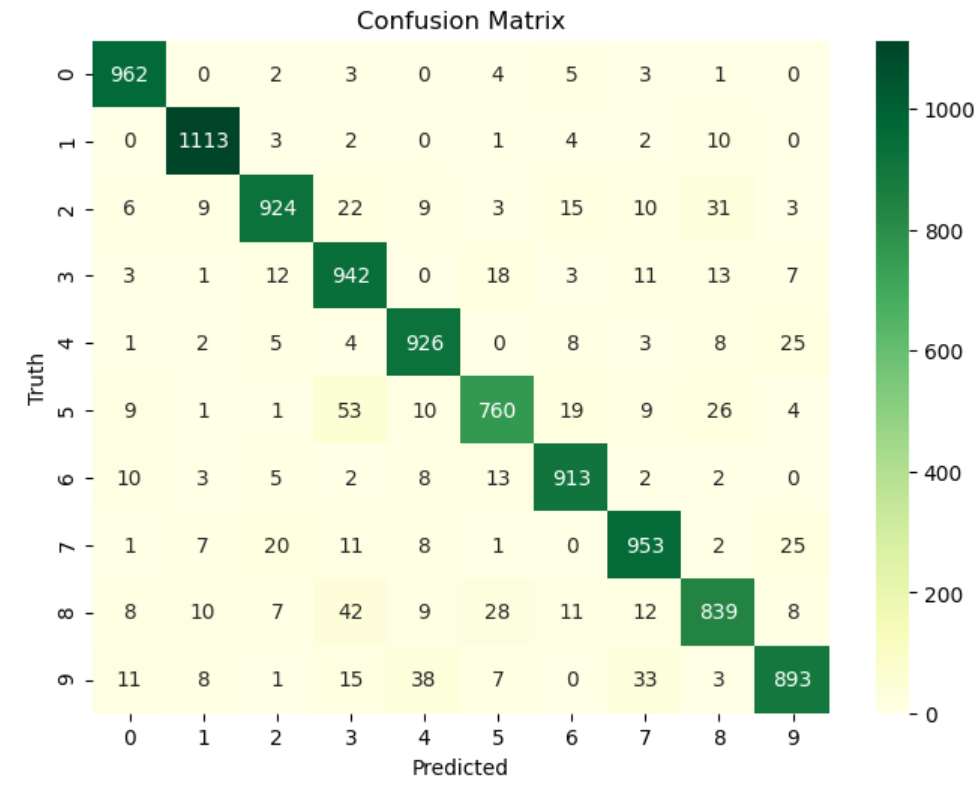 Confusion Matrix
0 962 0 2 3 0 4 5 3 1 0
1 0 1113 3 2 0 1 4 2 10 0
2 6 9 924 22 9 3 15 10 31 3
3 3 1 12 942 0 18 3 11 13 7
4 1 2 5 4 926 0 8 3 8 25
5 9 1 1 53 10 760 19 9 26 4
6 10 3 5 2 8 13 913 2 2 0
7 1 7 20 11 8 1 0 953 2 25
8 8 10 7 42 9 28 11 12 839 8
9 11 8 1 15 38 7 0 33 3 893
0 1 2 3 4 5 6 7 8 9
Predicted
Truth
1000
800
600
400
200
0